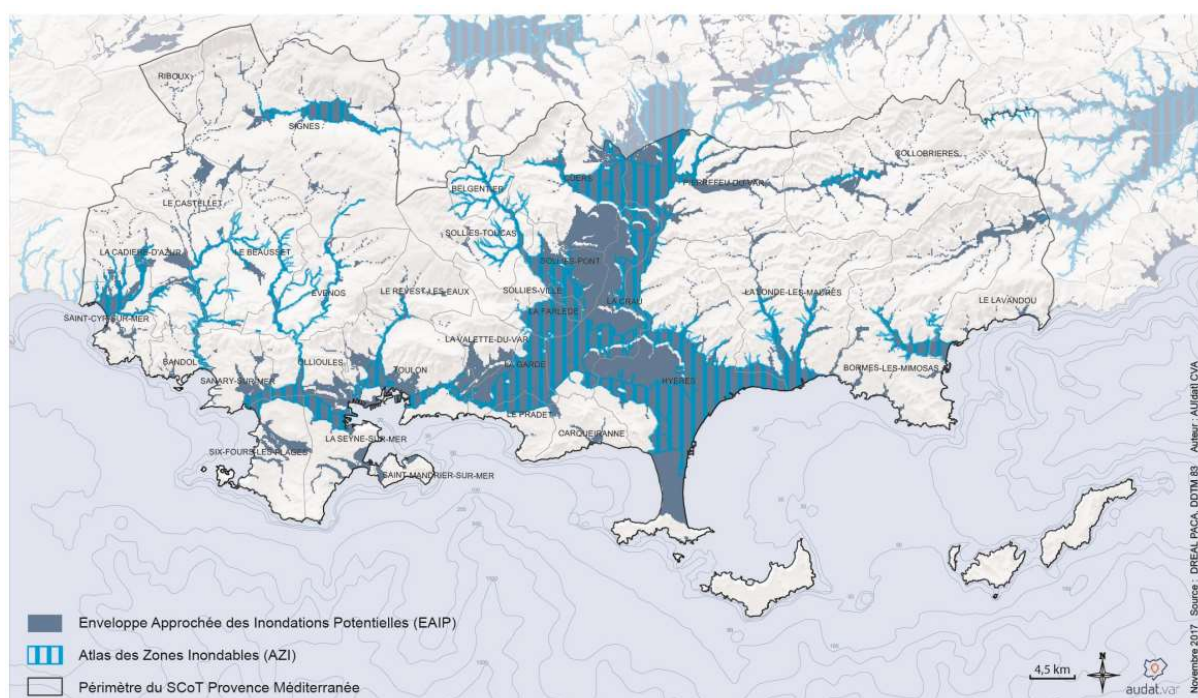 RIBOUX
SIGNES
COLLOBRIERES
CUERS
PIERREFEU-DU-VAR
BELGENTIER
LE CASTELLET
SOLLIES-TOUCAS
LA CADIERE-D'AZUR
LE BEAUSSET
SOLLIES-PONT
EVENOS
LE REVEST-LES-EAUX
SOLLIES-VILLE
LA CRAU
LA LONDE-LES-MAURES
LE LAVANDOU
SAINT-CYR-SUR-MER
LA FARLEDE
LA VALETTE-DU-VAR
BANDOL
OLLIOULES
TOULON
LA GARDE
BORMES-LES-MIMOSAS
SANARY-SUR-MER
HYERES
LE PRADET
CARQUEIRANNE
LA SEYNE-SUR-MER
SIX-FOURS-LES-PLAGES
SAINT-MANDRIER-SUR-MER
Enveloppe Approchée des Inondations Potentielles (EAIP)
Atlas des Zones Inondables (AZI)
Périmètre du SCoT Provence Méditerranée
4,5 km
N
audat.var
Novembre 2017 Source : DREAL PACA, DDTM 83 Auteur : AU[dat] CVA